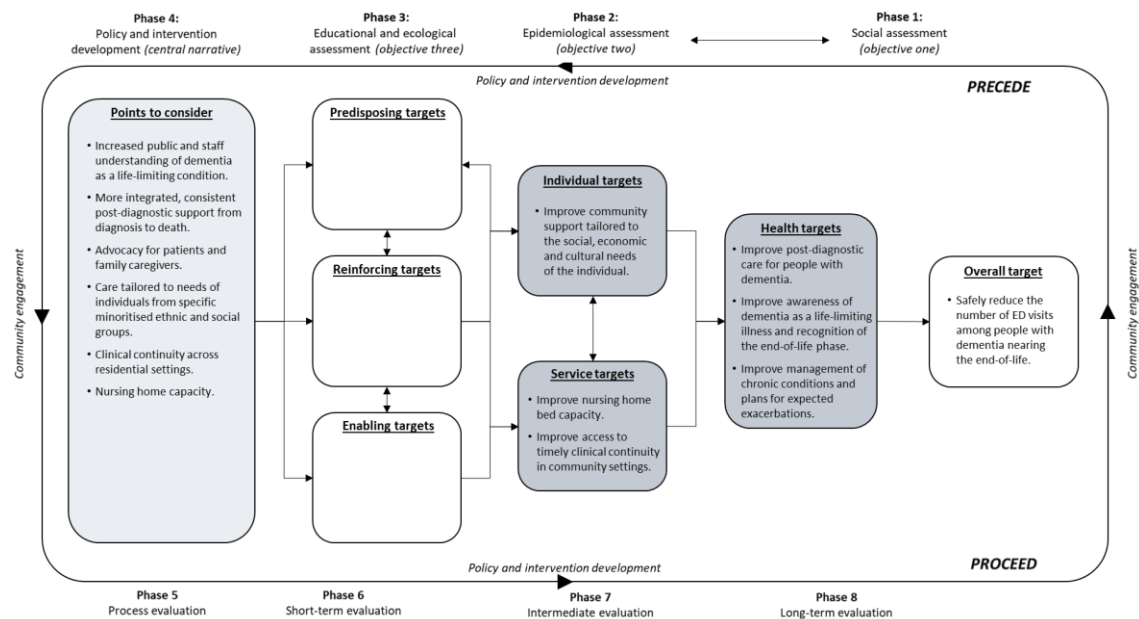 Phase 4:
Policy and intervention
development (central narrative)
Phase 3:
Educational and ecological
assessment (objective three)
Phase 2:
Epidemiological assessment
(objective two)
Phase 1:
Social assessment
(objective one)
Policy and intervention development
PRECEDE
Community engagement
Points to consider
• Increased public and staff
understanding of dementia
as a life-limiting condition.
• More integrated, consistent
post-diagnostic support from
diagnosis to death.
• Advocacy for patients and
family caregivers.
• Care tailored to needs of
individuals from specific
minoritised ethnic and social
groups.
• Clinical continuity across
residential settings.
• Nursing home capacity.
Predisposing targets
Reinforcing targets
Enabling targets
Individual targets
• Improve community
support tailored to
the social, economic
and cultural needs
of the individual.
Service targets
• Improve nursing home
bed capacity.
• Improve access to
timely clinical continuity
in community settings.
Health targets
• Improve post-diagnostic
care for people with
dementia.
• Improve awareness of
dementia as a life-limiting
illness and recognition of
the end-of-life phase.
• Improve management of
chronic conditions and
plans for expected
exacerbations.
Overall target
• Safely reduce the
number of ED visits
among people with
dementia nearing
the end-of-life.
Community engagement
PROCEED
Policy and intervention development
Phase 5
Process evaluation
Phase 6
Short-term evaluation
Phase 7
Intermediate evaluation
Phase 8
Long-term evaluation